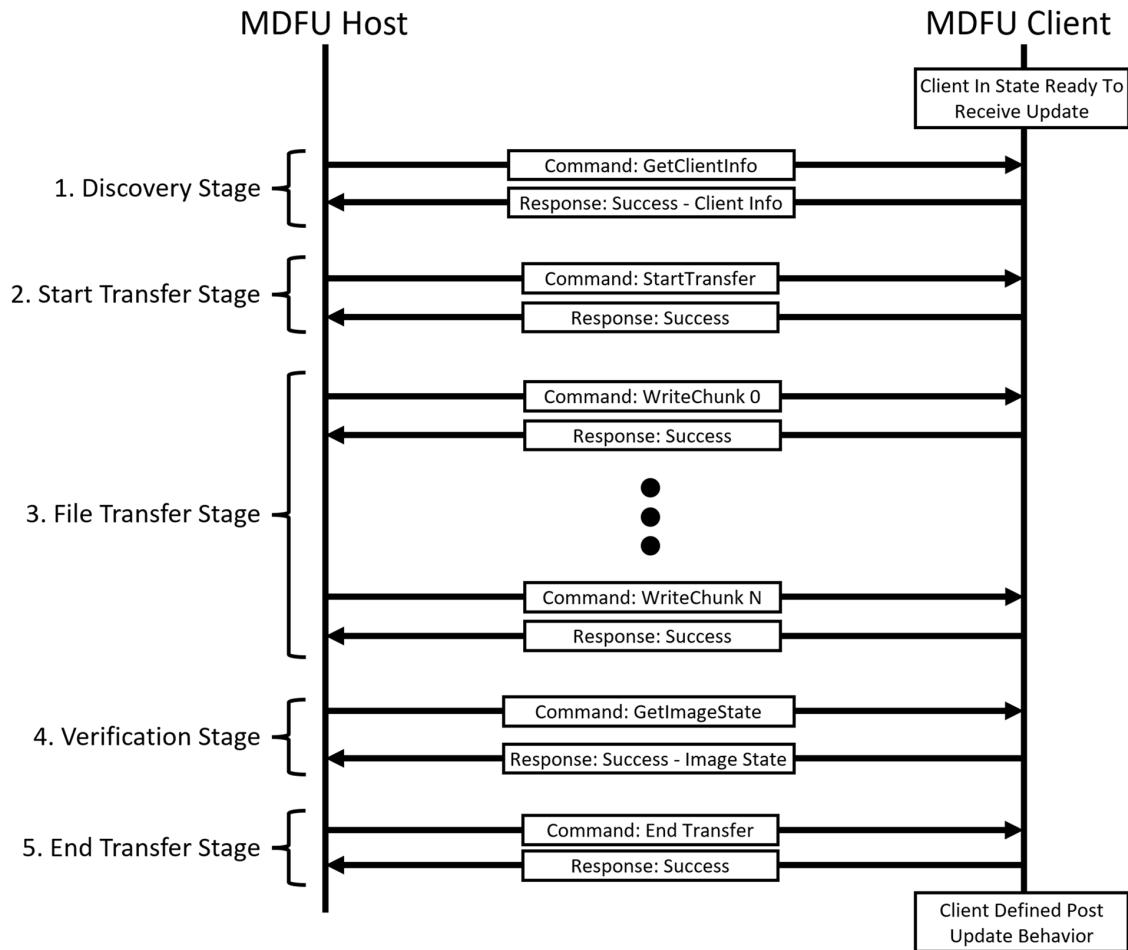 MDFU Host
MDFU Client
Client In State Ready To
Receive Update
1. Discovery Stage
Command: GetClientInfo
Response: Success - Client Info
2. Start Transfer Stage
Command: StartTransfer
Response: Success
3. File Transfer Stage
Command: WriteChunk 0
Response: Success
Command: WriteChunk N
Response: Success
4. Verification Stage
Command: GetImageState
Response: Success - Image State
5. End Transfer Stage
Command: End Transfer
Response: Success
Client Defined Post
Update Behavior